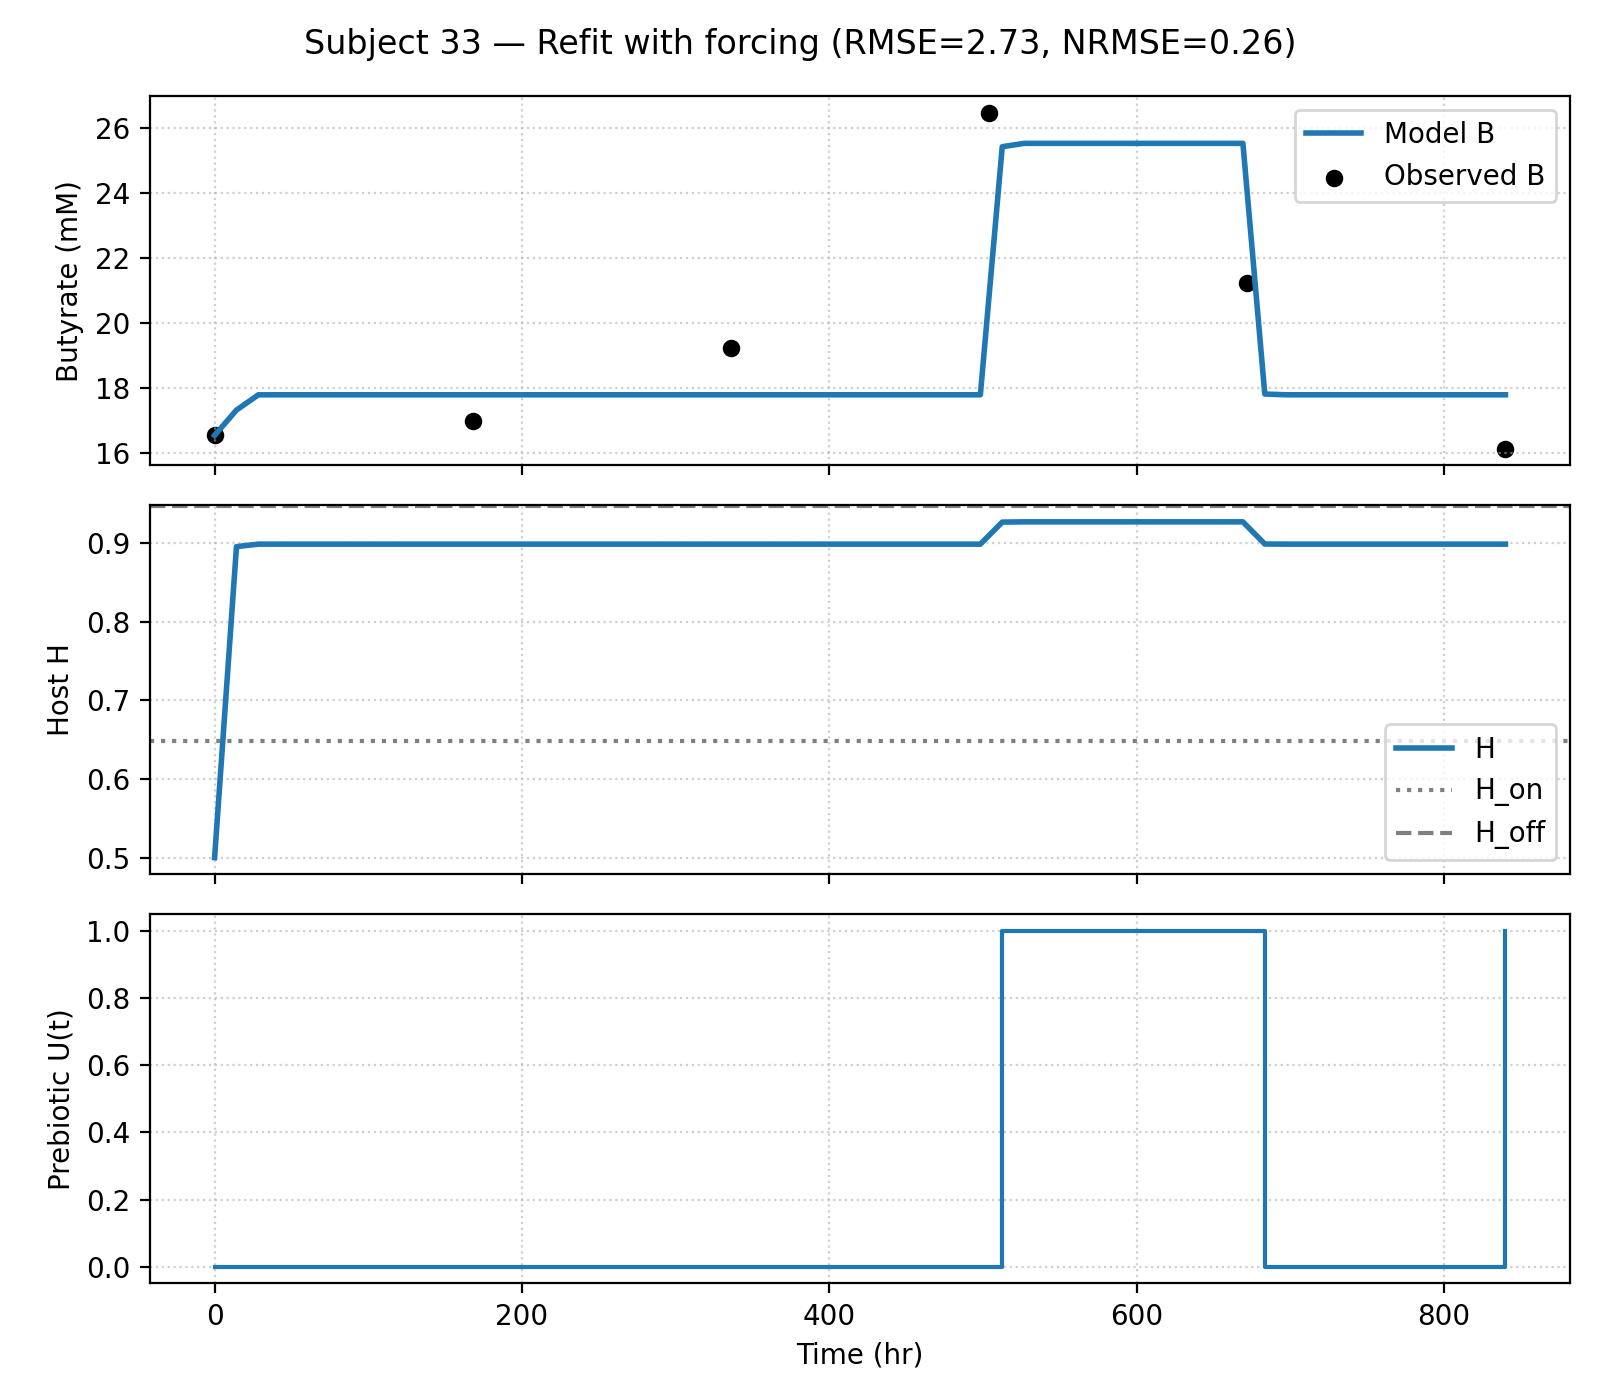 Subject 33 — Refit with forcing (RMSE=2.73, NRMSE=0.26)
Butyrate (mM)
26
24
22
20
18
16
Model B
Observed B
Host H
0.9
0.8
0.7
0.6
0.5
H
H_on
H_off
Prebiotic U(t)
1.0
0.8
0.6
0.4
0.2
0.0
0 200 400 600 800
Time (hr)